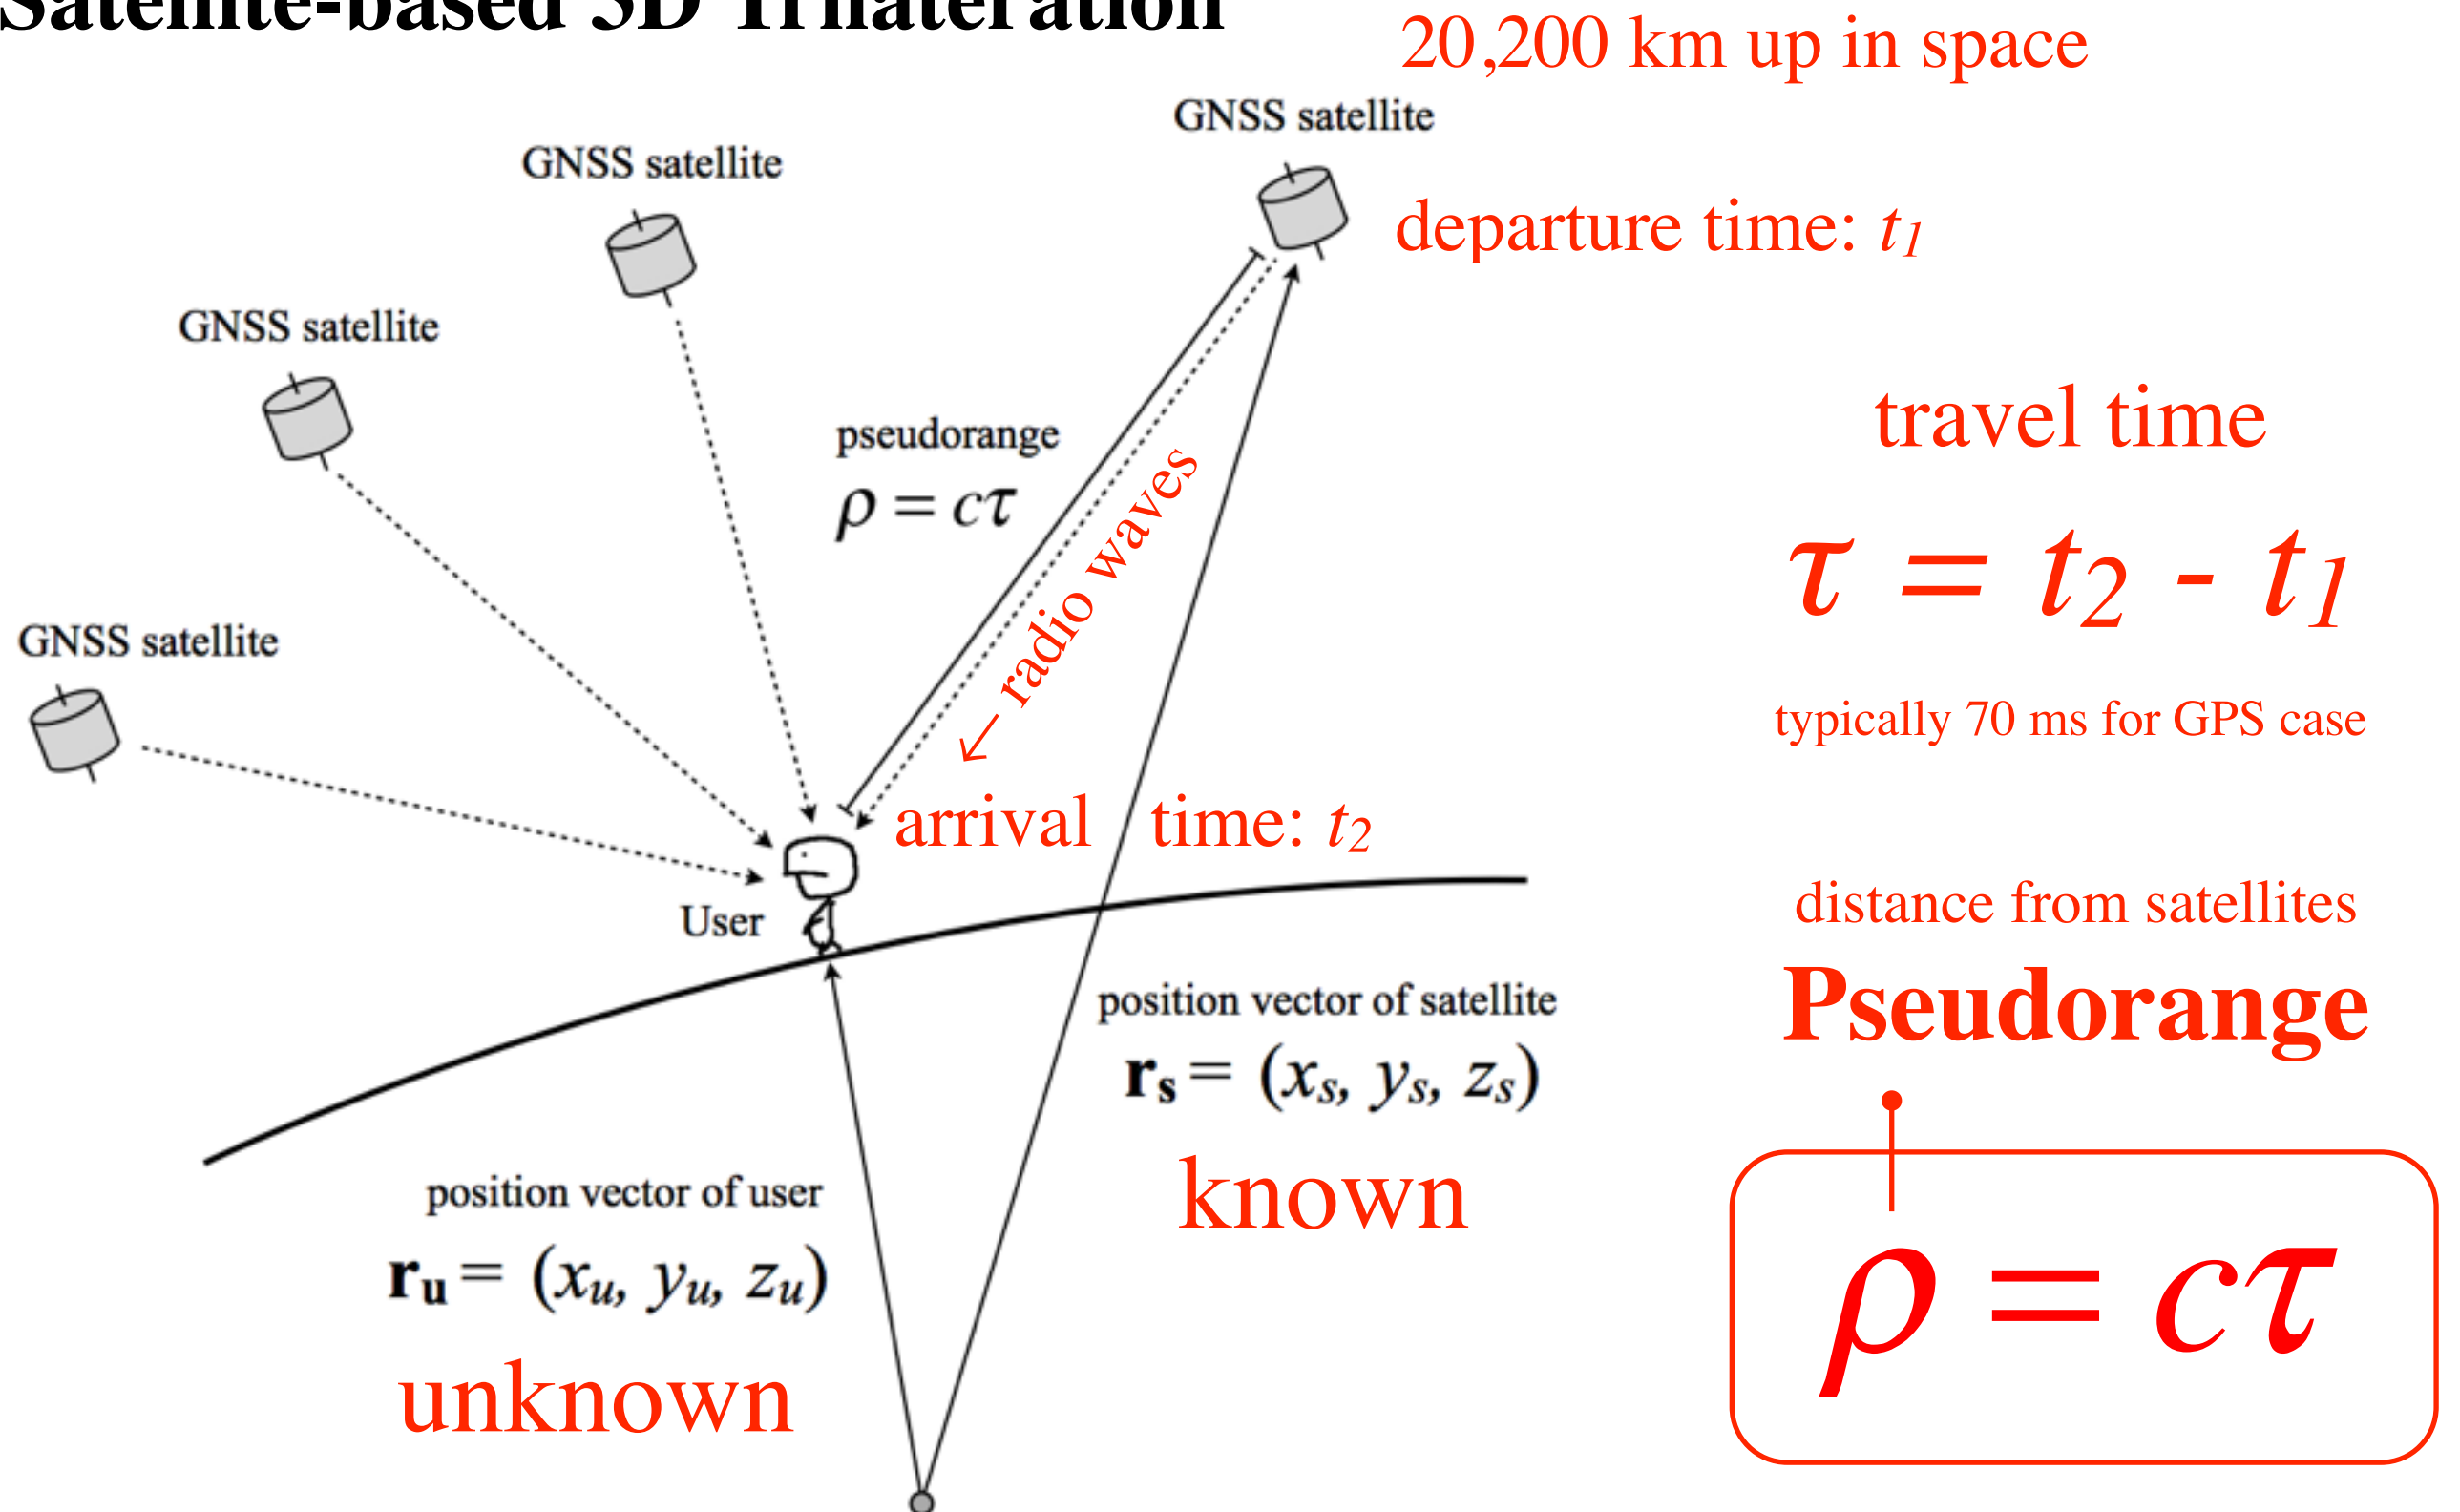 Satellite-based 3D Trilateration
20,200 km up in space
GNSS satellite
departure time: t1
GNSS satellite
GNSS satellite
GNSS satellite
pseudorange
ρ = cτ
← radio waves
travel time
τ = t2 - t1
typically 70 ms for GPS case
arrival time: t2
User
distance from satellites
Pseudorange
ρ = cτ
position vector of satellite
rs = (xs, ys, zs)
known
position vector of user
ru = (xu, yu, zu)
unknown